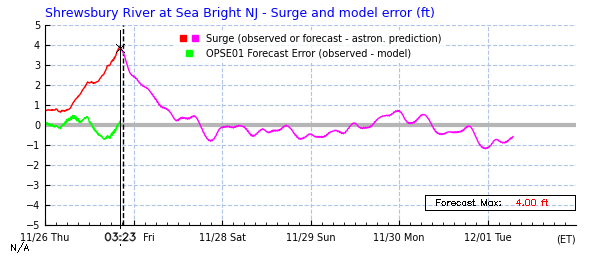 Shrewsbury River at Sea Bright NJ - Surge and model error (ft)
Surge (observed or forecast - astron. prediction)
OPSE01 Forecast Error (observed - model)
5
4
3
2
1
0
−1
−2
−3
−4
−5
Forecast Max: 4.00 ft
11/26 Thu 03:23 Fri 11/28 Sat 11/29 Sun 11/30 Mon 12/01 Tue (ET)
N/A